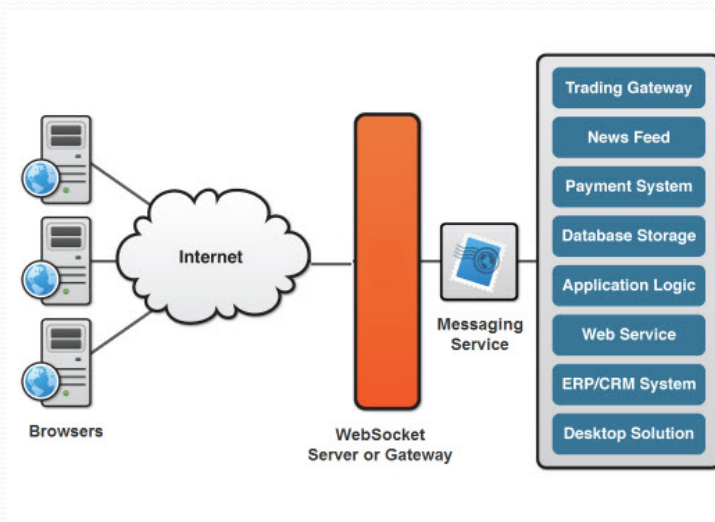 Browsers
Internet
WebSocket
Server or Gateway
Messaging
Service
Trading Gateway
News Feed
Payment System
Database Storage
Application Logic
Web Service
ERP/CRM System
Desktop Solution